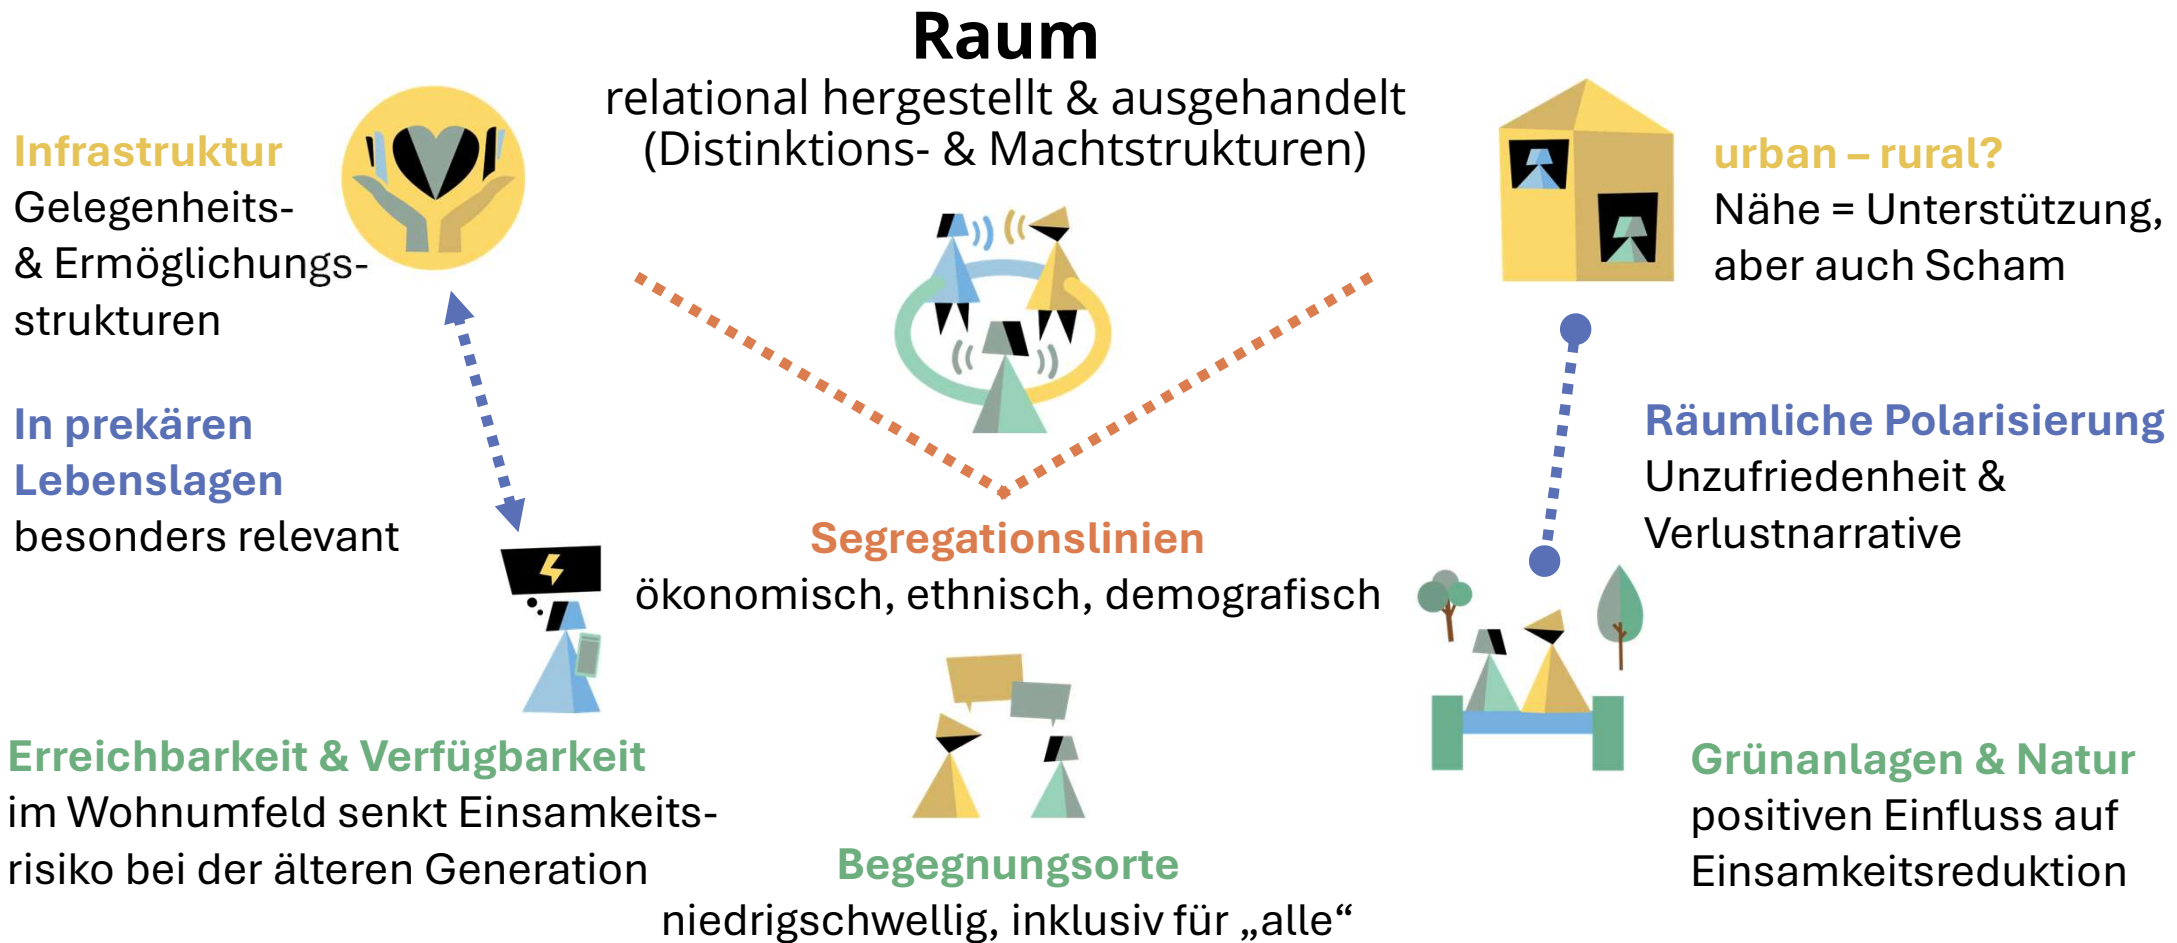 Raum
relational hergestellt & ausgehandelt
(Distinktions- & Machtstrukturen)
Infrastruktur
Gelegenheits-
& Ermöglichungs-
strukturen
urban – rural?
Nähe = Unterstützung,
aber auch Scham
In prekären
Lebenslagen
besonders relevant
Räumliche Polarisierung
Unzufriedenheit &
Verlustnarrative
Segregationslinien
ökonomisch, ethnisch, demografisch
Erreichbarkeit & Verfügbarkeit
im Wohnumfeld senkt Einsamkeits-
risiko bei der älteren Generation
Begegnungsorte
niedrigschwellig, inklusiv für „alle“
Grünanlagen & Natur
positiven Einfluss auf
Einsamkeitsreduktion